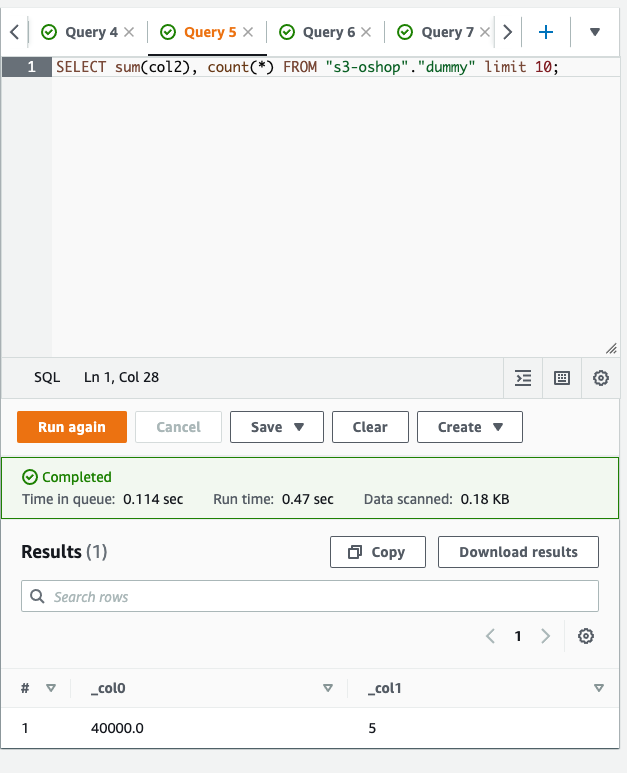 Query 4 Query 5 Query 6 Query 7
1 SELECT sum(col2), count(*) FROM "s3-oshop"."dummy" limit 10;
SQL Ln 1, Col 28
Run again Cancel Save Clear Create
Completed
Time in queue: 0.114 sec Run time: 0.47 sec Data scanned: 0.18 KB
Results (1) Copy Download results
Search rows
1
# _col0 _col1
1 40000.0 5